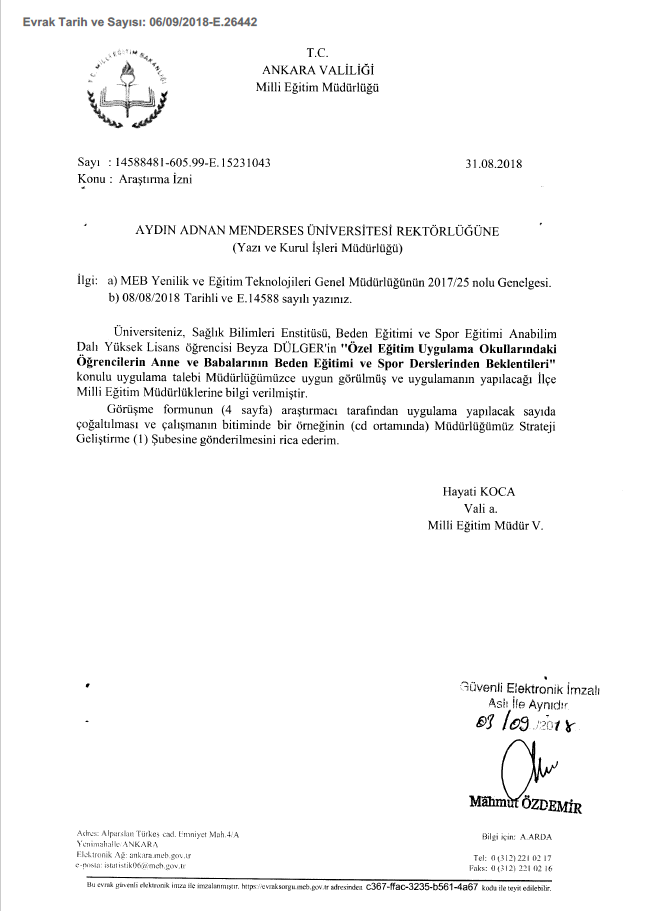 Evrak Tarih ve Sayısı: 06/09/2018-E.26442
T.C. MİLLİ EĞİTİM BAKANLIĞI
T.C.
ANKARA VALİLİĞİ
Milli Eğitim Müdürlüğü
Sayı : 14588481-605.99-E.15231043 31.08.2018
Konu : Araştırma İzni
AYDIN ADNAN MENDERSES ÜNİVERSİTESİ REKTÖRLÜĞÜNE
(Yazı ve Kurul İşleri Müdürlüğü)
İlgi: a) MEB Yenilik ve Eğitim Teknolojileri Genel Müdürlüğünün 2017/25 nolu Genelgesi.
b) 08/08/2018 Tarihli ve E.14588 sayılı yazınız.
Üniversiteniz, Sağlık Bilimleri Enstitüsü, Beden Eğitimi ve Spor Eğitimi Anabilim
Dalı Yüksek Lisans öğrencisi Beyza DÜLGER'in "Özel Eğitim Uygulama Okullarındaki
Öğrencilerin Anne ve Babalarının Beden Eğitimi ve Spor Derslerinden Beklentileri"
konulu uygulama talebi Müdürlüğümüzce uygun görülmüş ve uygulamanın yapılacağı İlçe
Milli Eğitim Müdürlüklerine bilgi verilmiştir.
Görüşme formunun (4 sayfa) araştırmacı tarafından uygulama yapılacak sayıda
çoğaltılması ve çalışmanın bitiminde bir örneğinin (cd ortamında) Müdürlüğümüz Strateji
Geliştirme (1) Şubesine gönderilmesini rica ederim.
Hayati KOCA
Vali a.
Milli Eğitim Müdür V.
Güvenli Elektronik İmzalı
Aslı İle Aynıdır.
03/09/2018
Mahmut ÖZDEMİR
Adres: Alparslan Türkeş cad. Emniyet Mah.4/A
Yenimahalle/ANKARA
Elektronik Ağ: ankara.meb.gov.tr
e-posta: istatistik06@meb.gov.tr
Bilgi için: A.ARDA
Tel: 0 (312) 221 02 17
Faks: 0 (312) 221 02 16
Bu evrak güvenli elektronik imza ile imzalanmıştır. https://evraksorgu.meb.gov.tr adresinden c367-ffac-3235-b561-4a67 kodu ile teyit edilebilir.